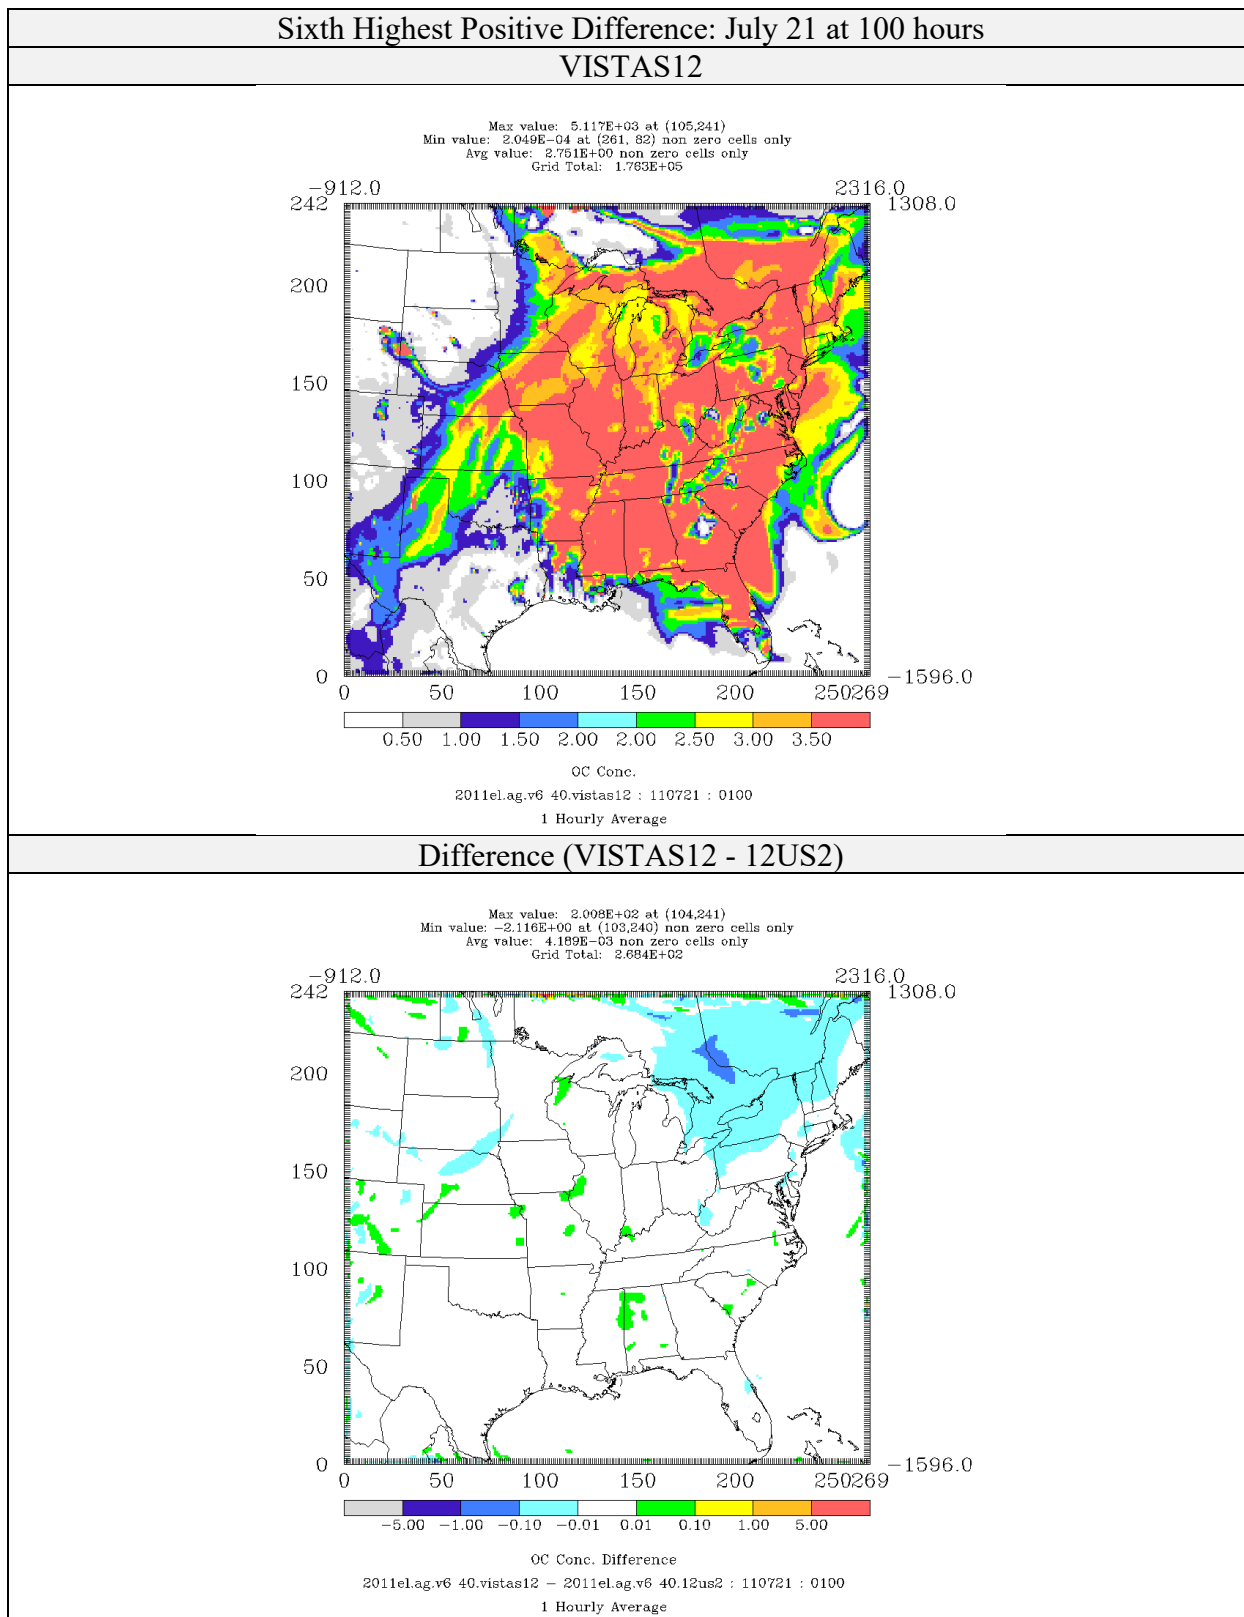 Sixth Highest Positive Difference: July 21 at 100 hours
VISTAS12
Max value: 5.117E+03 at (105,241)
Min value: 2.049E-04 at (261, 82) non zero cells only
Avg value: 2.751E+00 non zero cells only
Grid Total: 1.763E+05
-912.0 2316.0
242 1308.0
200
150
100
50
0 -1596.0
0 50 100 150 200 250269
0.50 1.00 1.50 2.00 2.00 2.50 3.00 3.50
OC Conc.
2011el.ag.v6 40.vistas12 : 110721 : 0100
1 Hourly Average
Difference (VISTAS12 - 12US2)
Max value: 2.008E+02 at (104,241)
Min value: -2.116E+00 at (103,240) non zero cells only
Avg value: 4.189E-03 non zero cells only
Grid Total: 2.684E+02
-912.0 2316.0
242 1308.0
200
150
100
50
0 -1596.0
0 50 100 150 200 250269
-5.00 -1.00 -0.10 -0.01 0.01 0.10 1.00 5.00
OC Conc. Difference
2011el.ag.v6 40.vistas12 - 2011el.ag.v6 40.12us2 : 110721 : 0100
1 Hourly Average